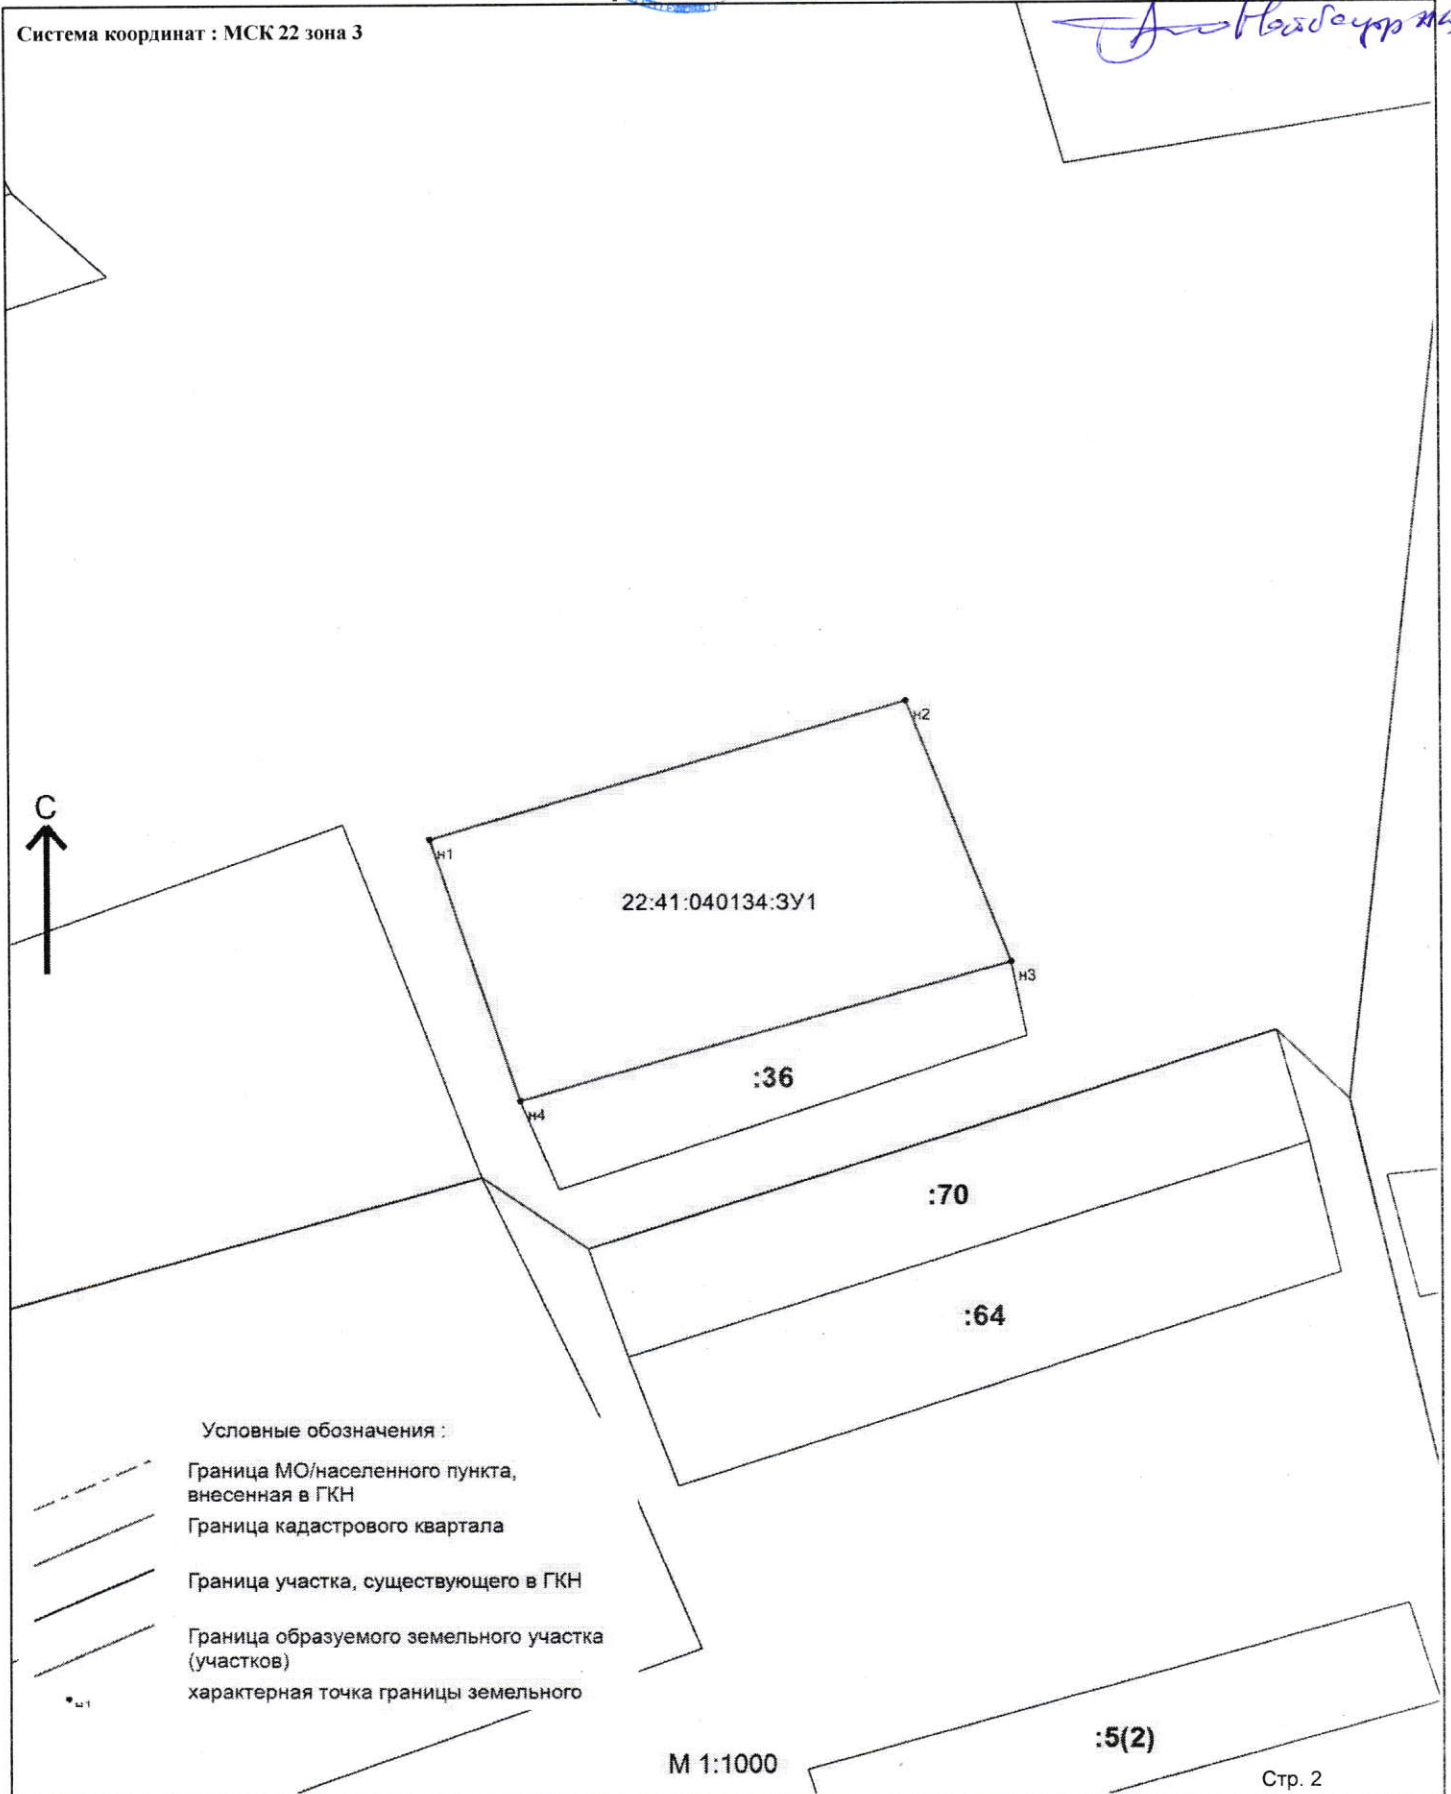 Система координат : МСК 22 зона 3
н2
С
н1
22:41:040134:ЗУ1
н3
:36
н4
:70
:64
Условные обозначения :
Граница МО/населенного пункта,
внесенная в ГКН
Граница кадастрового квартала
Граница участка, существующего в ГКН
Граница образуемого земельного участка
(участков)
н1 характерная точка границы земельного
:5(2)
М 1:1000
Стр. 2